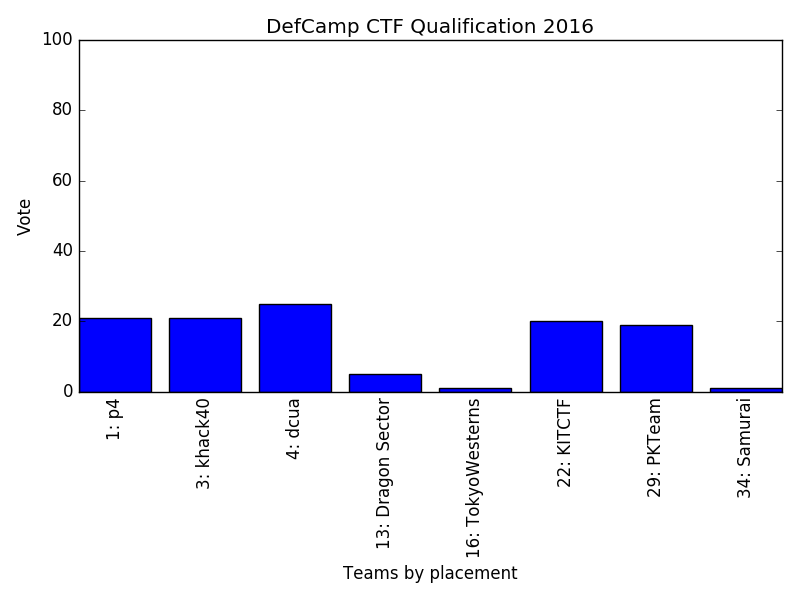 DefCamp CTF Qualification 2016
100
80
60
40
20
0
Vote
1: p4
3: khack40
4: dcua
13: Dragon Sector
16: TokyoWesterns
22: KITCTF
29: PKTeam
34: Samurai
Teams by placement